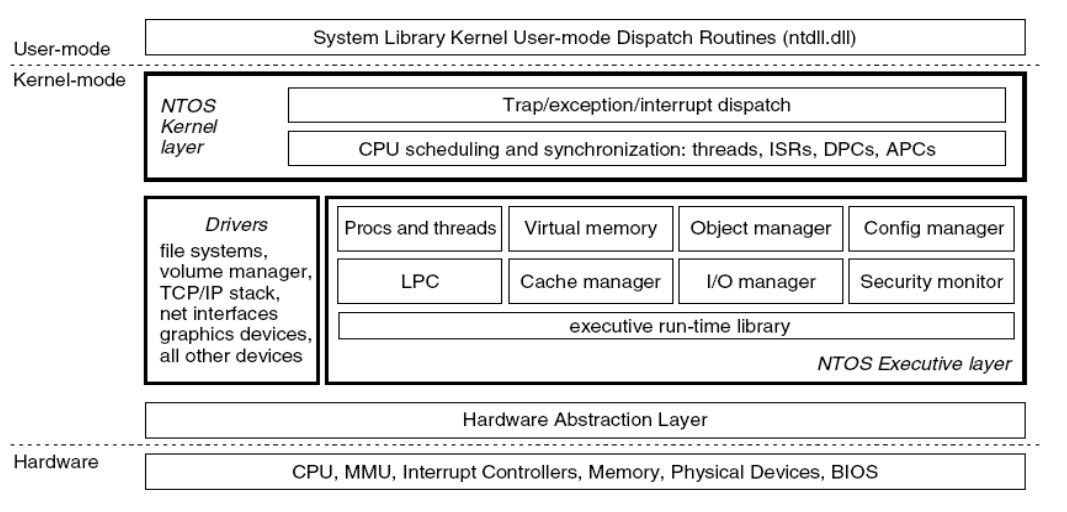 User-mode
System Library Kernel User-mode Dispatch Routines (ntdll.dll)
Kernel-mode
NTOS
Kernel
layer
Trap/exception/interrupt dispatch
CPU scheduling and synchronization: threads, ISRs, DPCs, APCs
Drivers
file systems,
volume manager,
TCP/IP stack,
net interfaces
graphics devices,
all other devices
Procs and threads
Virtual memory
Object manager
Config manager
LPC
Cache manager
I/O manager
Security monitor
executive run-time library
NTOS Executive layer
Hardware Abstraction Layer
Hardware
CPU, MMU, Interrupt Controllers, Memory, Physical Devices, BIOS